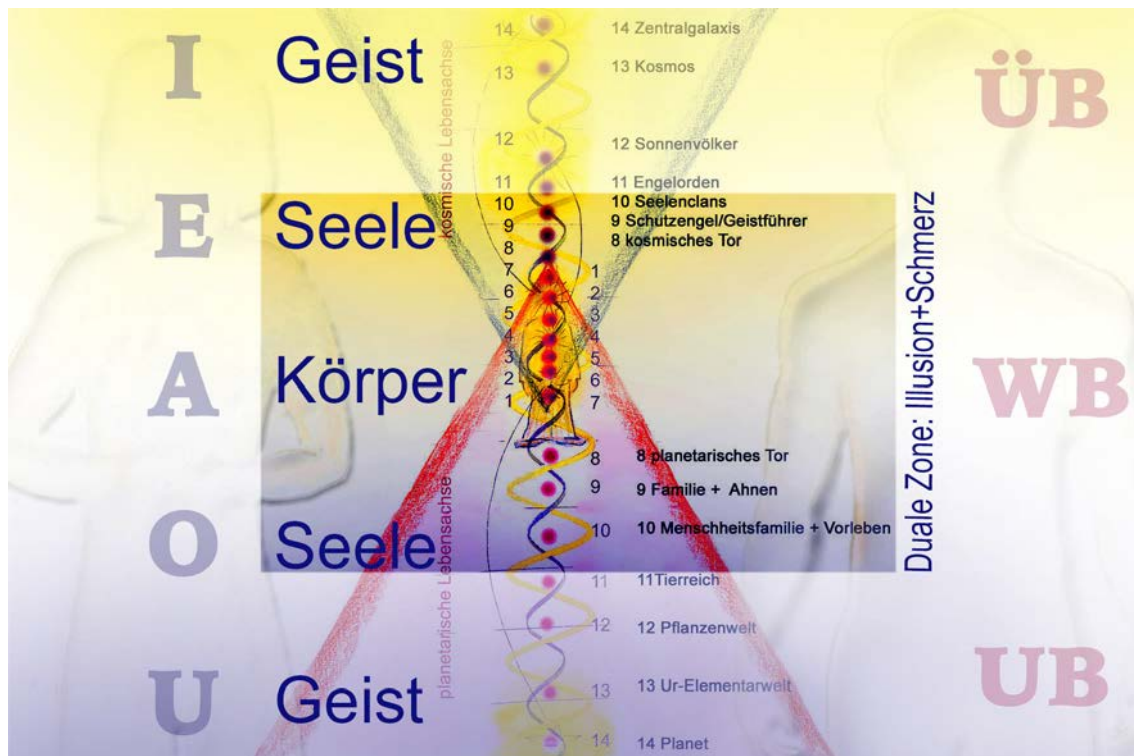 I
E
A
O
U
Geist
Seele
Körper
Seele
Geist
kosmische Lebensachse
planetarische Lebensachse
14
13
12
11
10
9
8
7
6
5
4
3
2
1
1
2
3
4
5
6
7
8
9
10
11
12
13
14
14 Zentralgalaxis
13 Kosmos
12 Sonnenvölker
11 Engelorden
10 Seelenclans
9 Schutzengel/Geistführer
8 kosmisches Tor
8 planetarisches Tor
9 Familie + Ahnen
10 Menschheitsfamilie + Vorleben
11Tierreich
12 Pflanzenwelt
13 Ur-Elementarwelt
14 Planet
Duale Zone: Illusion+Schmerz
ÜB
WB
UB